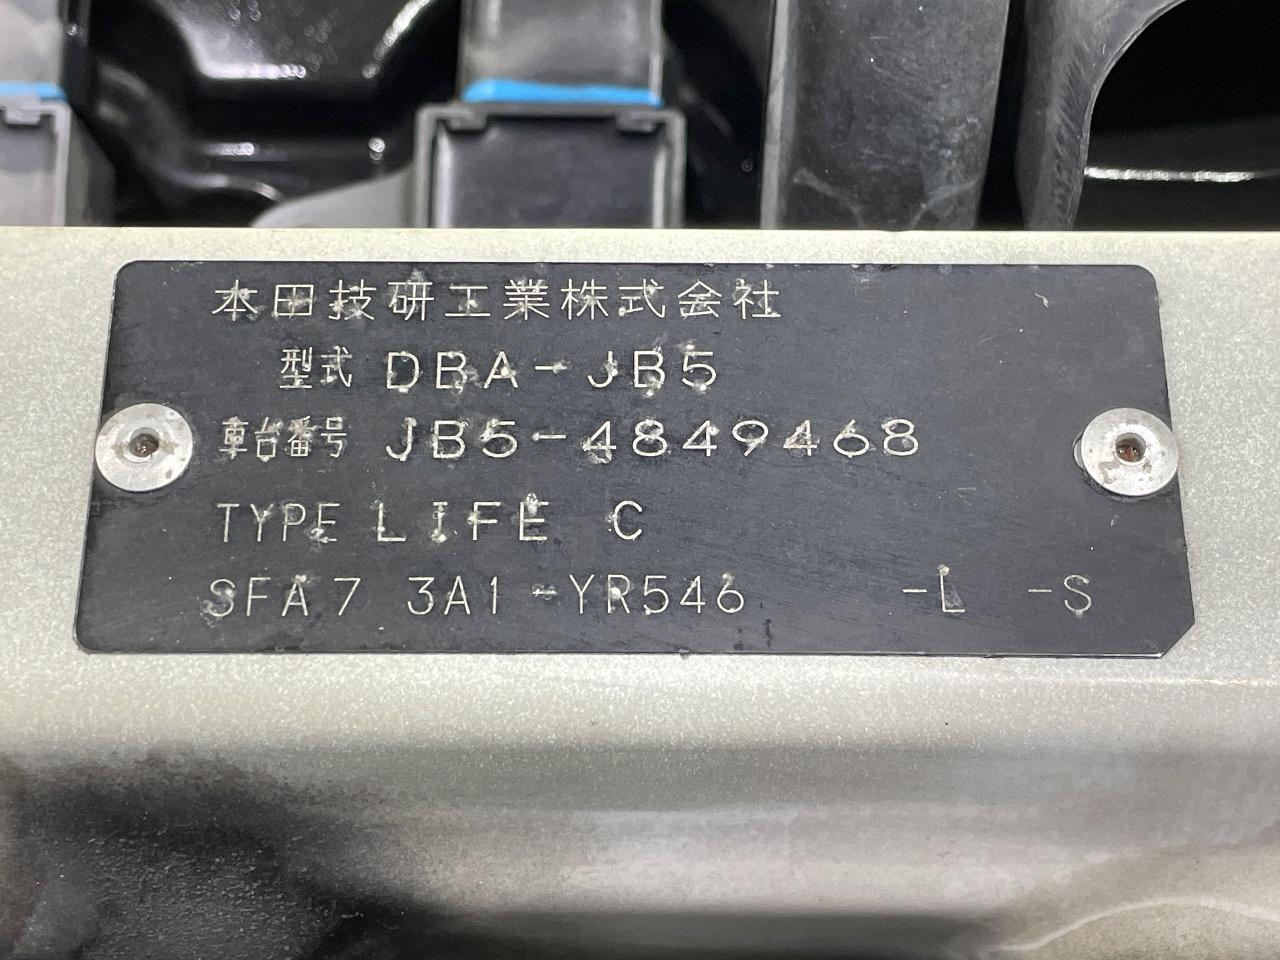 本田技研工業株式会社
型式 DBA-JB5
車台番号 JB5-4849468
TYPE LIFE C
SFA7 3A1-YR546 -L -S